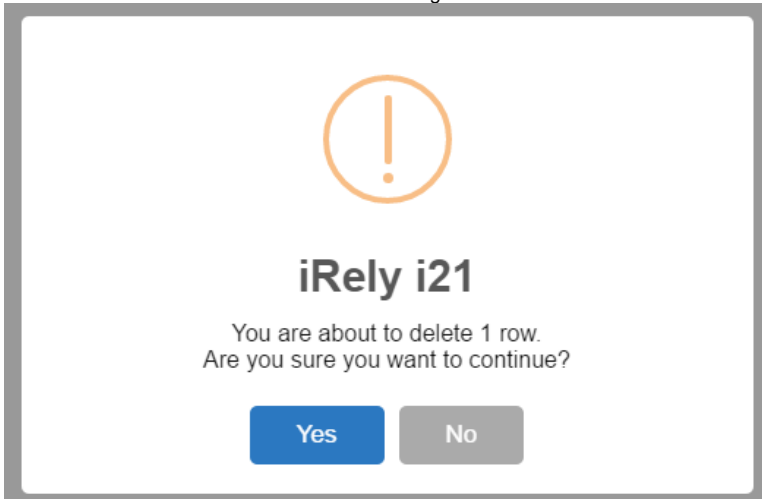 iRely i21
You are about to delete 1 row.
Are you sure you want to continue?
Yes
No